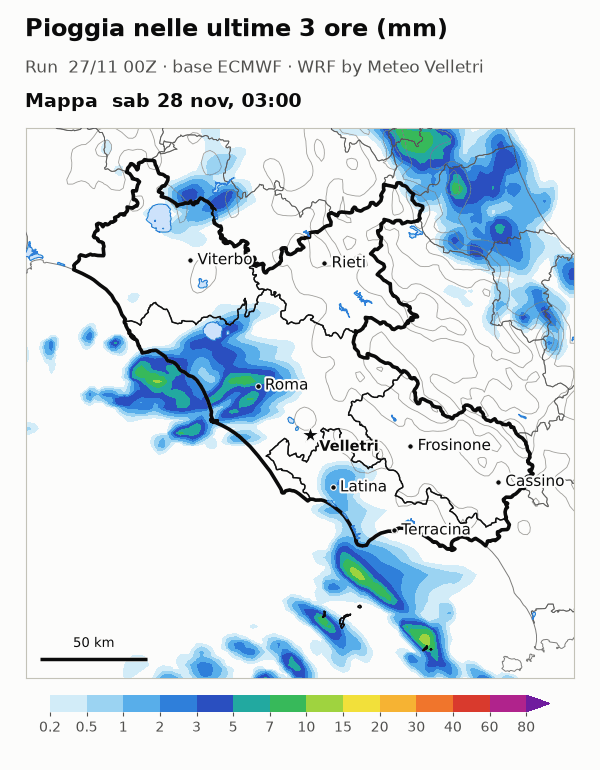 Pioggia nelle ultime 3 ore (mm)
Run  27/11 00Z · base ECMWF · WRF by Meteo Velletri
Mappa  sab 28 nov, 03:00
Viterbo
Rieti
Roma
Velletri
Frosinone
Cassino
Latina
Terracina
50 km
0.2 0.5 1 2 3 5 7 10 15 20 30 40 60 80